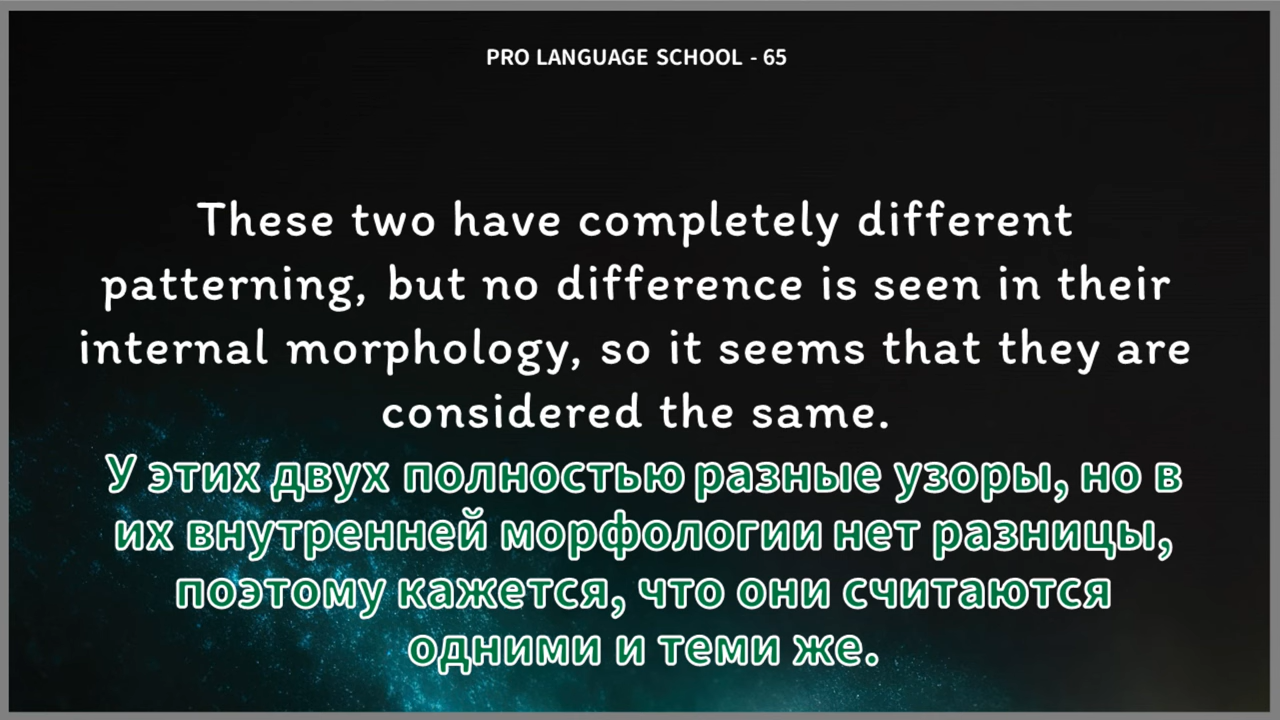 PRO LANGUAGE SCHOOL - 65
These two have completely different
patterning, but no difference is seen in their
internal morphology, so it seems that they are
considered the same.
У этих двух полностью разные узоры, но в
их внутренней морфологии нет разницы,
поэтому кажется, что они считаются
одними и теми же.